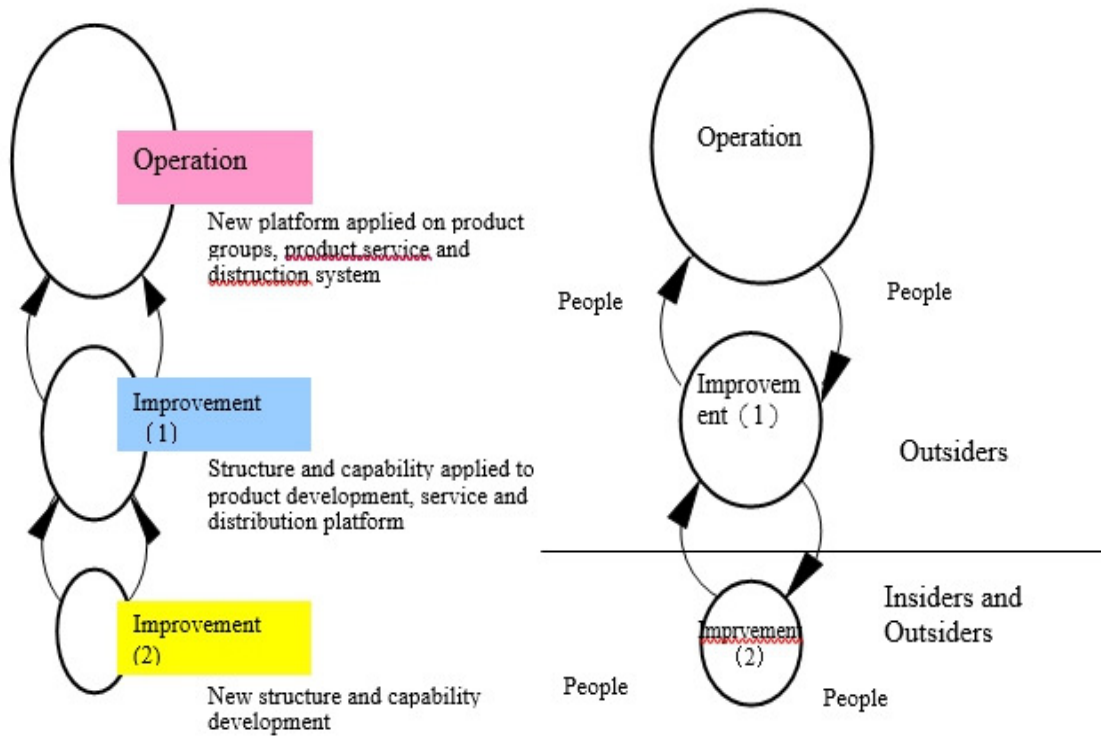 Operation
New platform applied on product
groups, product service and
distruction system
Improvement
（1）
Structure and capability applied to
product development, service and
distribution platform
Improvement
(2)
New structure and capability
development
Operation
People
People
Improvem
ent（1）
Outsiders
Imprvement
（2）
Insiders and
Outsiders
People
People